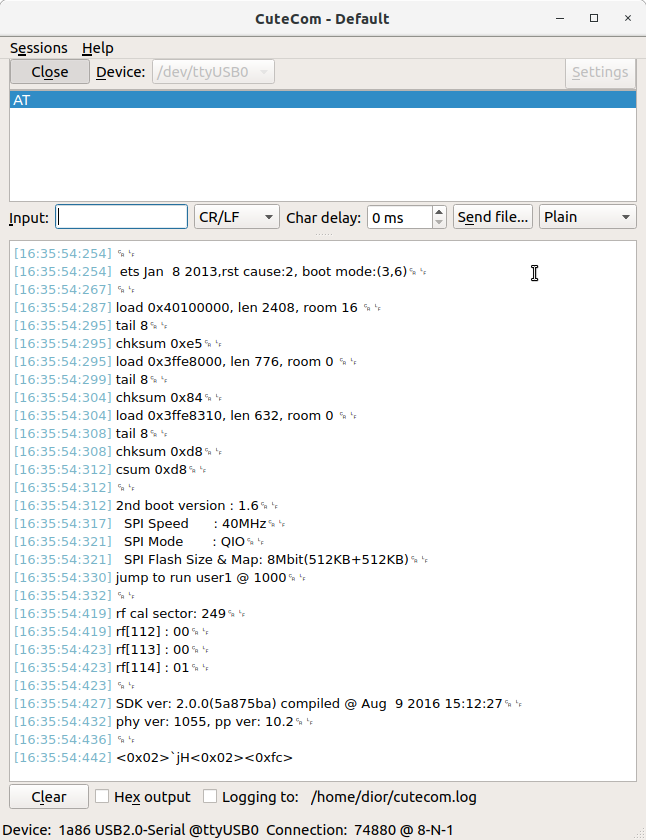 CuteCom - Default
Sessions Help
Close Device: /dev/ttyUSB0 Settings
AT
Input: CR/LF Char delay: 0 ms Send file... Plain
[16:35:54:254] ␍␊
[16:35:54:254]  ets Jan  8 2013,rst cause:2, boot mode:(3,6)␍␊
[16:35:54:267] ␍␊
[16:35:54:287] load 0x40100000, len 2408, room 16 ␍␊
[16:35:54:295] tail 8␍␊
[16:35:54:295] chksum 0xe5␍␊
[16:35:54:295] load 0x3ffe8000, len 776, room 0 ␍␊
[16:35:54:299] tail 8␍␊
[16:35:54:304] chksum 0x84␍␊
[16:35:54:304] load 0x3ffe8310, len 632, room 0 ␍␊
[16:35:54:308] tail 8␍␊
[16:35:54:308] chksum 0xd8␍␊
[16:35:54:312] csum 0xd8␍␊
[16:35:54:312] ␍␊
[16:35:54:312] 2nd boot version : 1.6␍␊
[16:35:54:317]   SPI Speed      : 40MHz␍␊
[16:35:54:321]   SPI Mode       : QIO␍␊
[16:35:54:321]   SPI Flash Size & Map: 8Mbit(512KB+512KB)␍␊
[16:35:54:330] jump to run user1 @ 1000␍␊
[16:35:54:332] ␍␊
[16:35:54:419] rf cal sector: 249␍␊
[16:35:54:419] rf[112] : 00␍␊
[16:35:54:423] rf[113] : 00␍␊
[16:35:54:423] rf[114] : 01␍␊
[16:35:54:423] ␍␊
[16:35:54:427] SDK ver: 2.0.0(5a875ba) compiled @ Aug  9 2016 15:12:27␍␊
[16:35:54:432] phy ver: 1055, pp ver: 10.2␍␊
[16:35:54:436] ␍␊
[16:35:54:442] <0x02>`jH<0x02><0xfc>
Clear Hex output Logging to: /home/dior/cutecom.log
Device: 1a86 USB2.0-Serial @ttyUSB0 Connection: 74880 @ 8-N-1